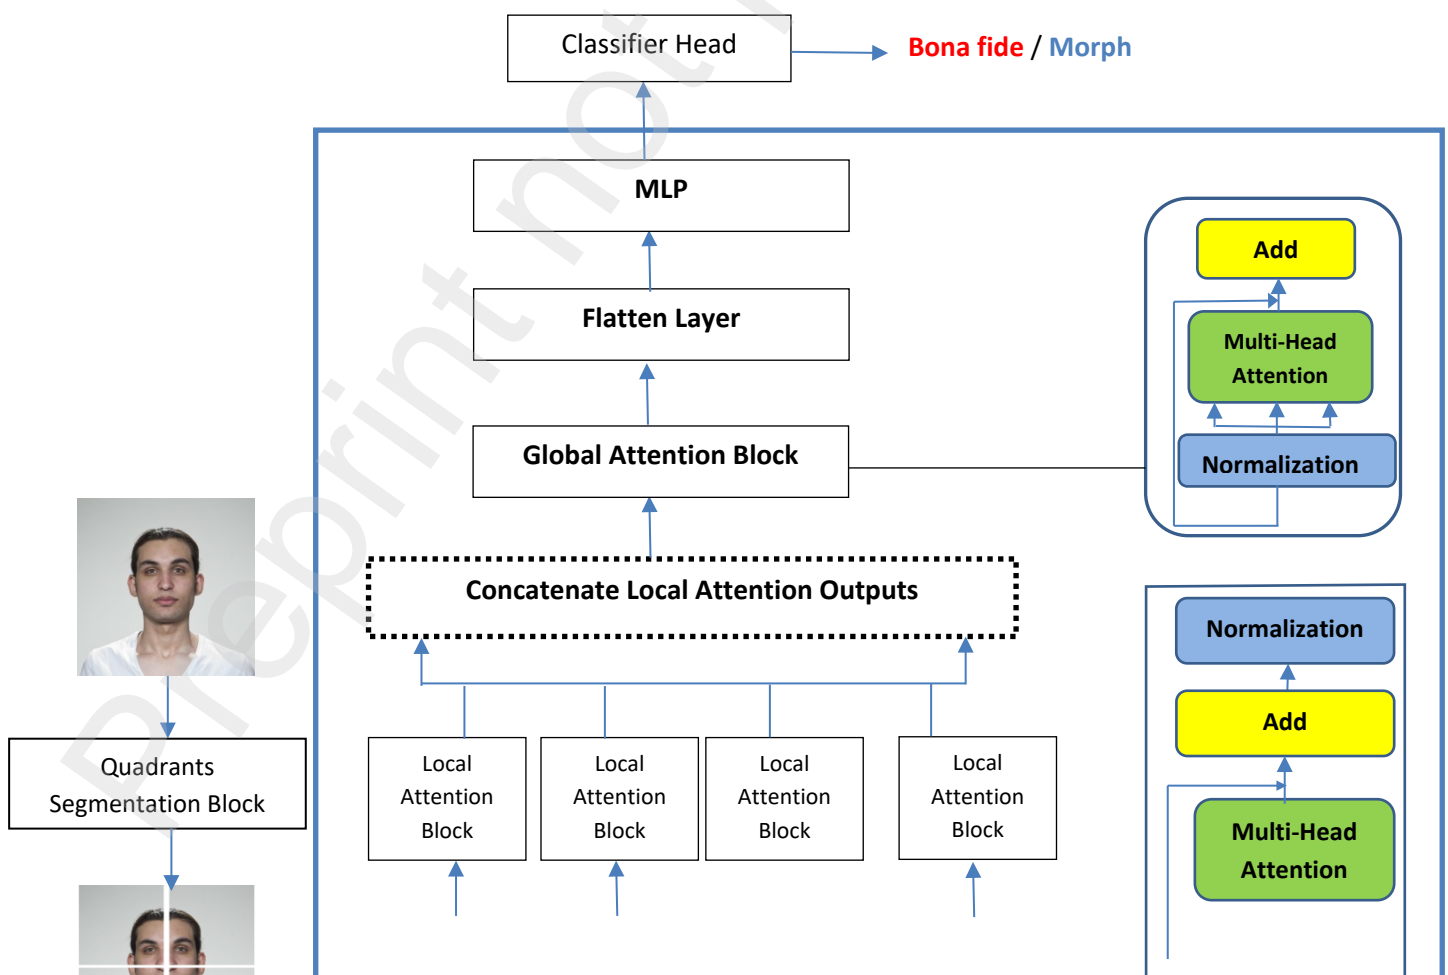 Classifier Head
Bona fide / Morph
MLP
Flatten Layer
Global Attention Block
Concatenate Local Attention Outputs
Local
Attention
Block
Local
Attention
Block
Local
Attention
Block
Local
Attention
Block
Quadrants
Segmentation Block
Add
Multi-Head
Attention
Normalization
Normalization
Add
Multi-Head
Attention
Preprint not